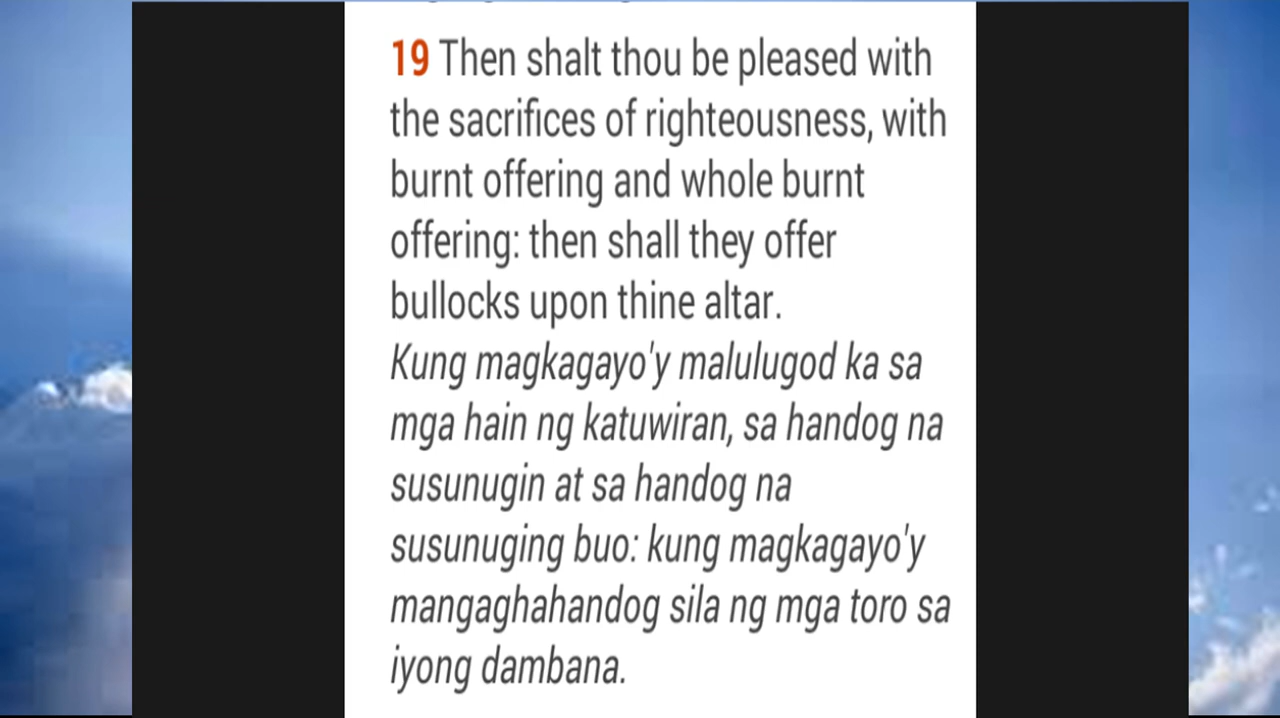 19 Then shalt thou be pleased with
the sacrifices of righteousness, with
burnt offering and whole burnt
offering: then shall they offer
bullocks upon thine altar.
Kung magkagayo'y malulugod ka sa
mga hain ng katuwiran, sa handog na
susunugin at sa handog na
susunuging buo: kung magkagayo'y
mangaghahandog sila ng mga toro sa
iyong dambana.